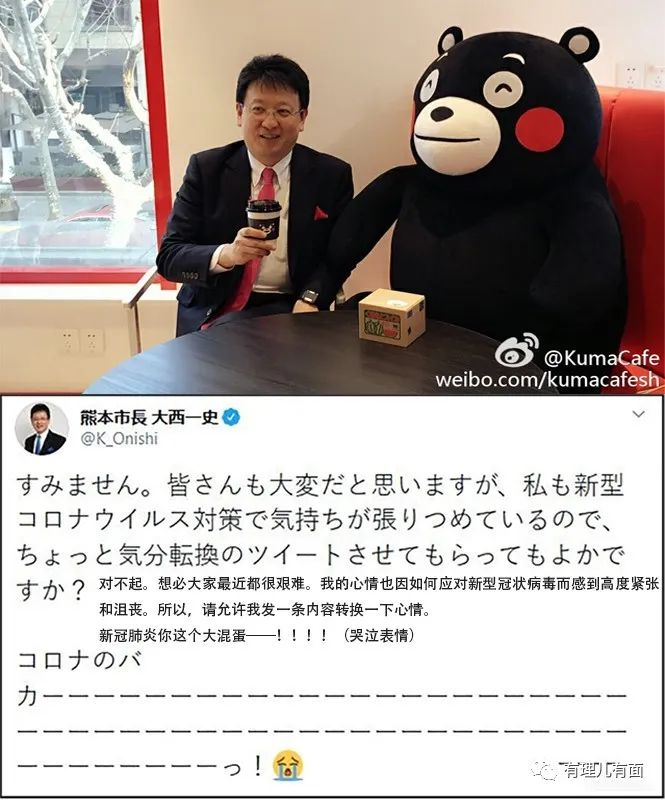 @KumaCafe
weibo.com/kumacafesh
熊本市長 大西一史
@K_Onishi
すみません。皆さんも大変だと思いますが、私も新型
コロナウイルス対策で気持ちが張りつめているので、
ちょっと気分転換のツイートさせてもらってもよかで
すか？
对不起。想必大家最近都很艰难。我的心情也因如何应对新型冠状病毒而感到高度紧张
和沮丧。所以，请允许我发一条内容转换一下心情。
新冠肺炎你这个大混蛋——！！！！（哭泣表情）
コロナのバ
カーーーーーーーーーーーーーーーーーーーーーーー
ーーーーーーーーーーーーーーーーーーーーーーーー
ーーーーーーーーっ！😭
有理儿有面